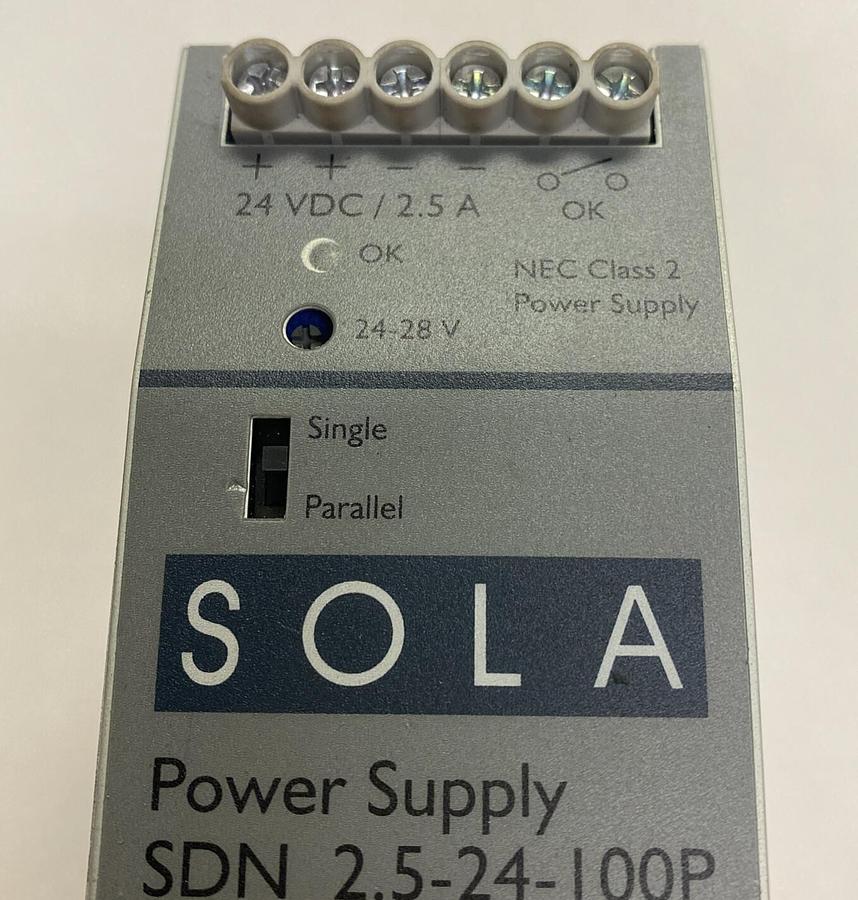 + + − −
24 VDC / 2.5 A
OK
OK
NEC Class 2
Power Supply
24-28 V
Single
Parallel
SOLA
Power Supply
SDN 2.5-24-100P